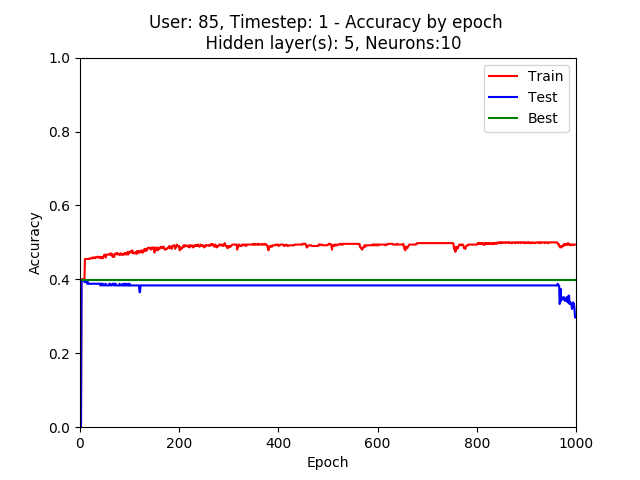 User: 85, Timestep: 1 - Accuracy by epoch
Hidden layer(s): 5, Neurons:10
1.0
0.8
0.6
0.4
0.2
0.0
Accuracy
Train
Test
Best
0 200 400 600 800 1000
Epoch